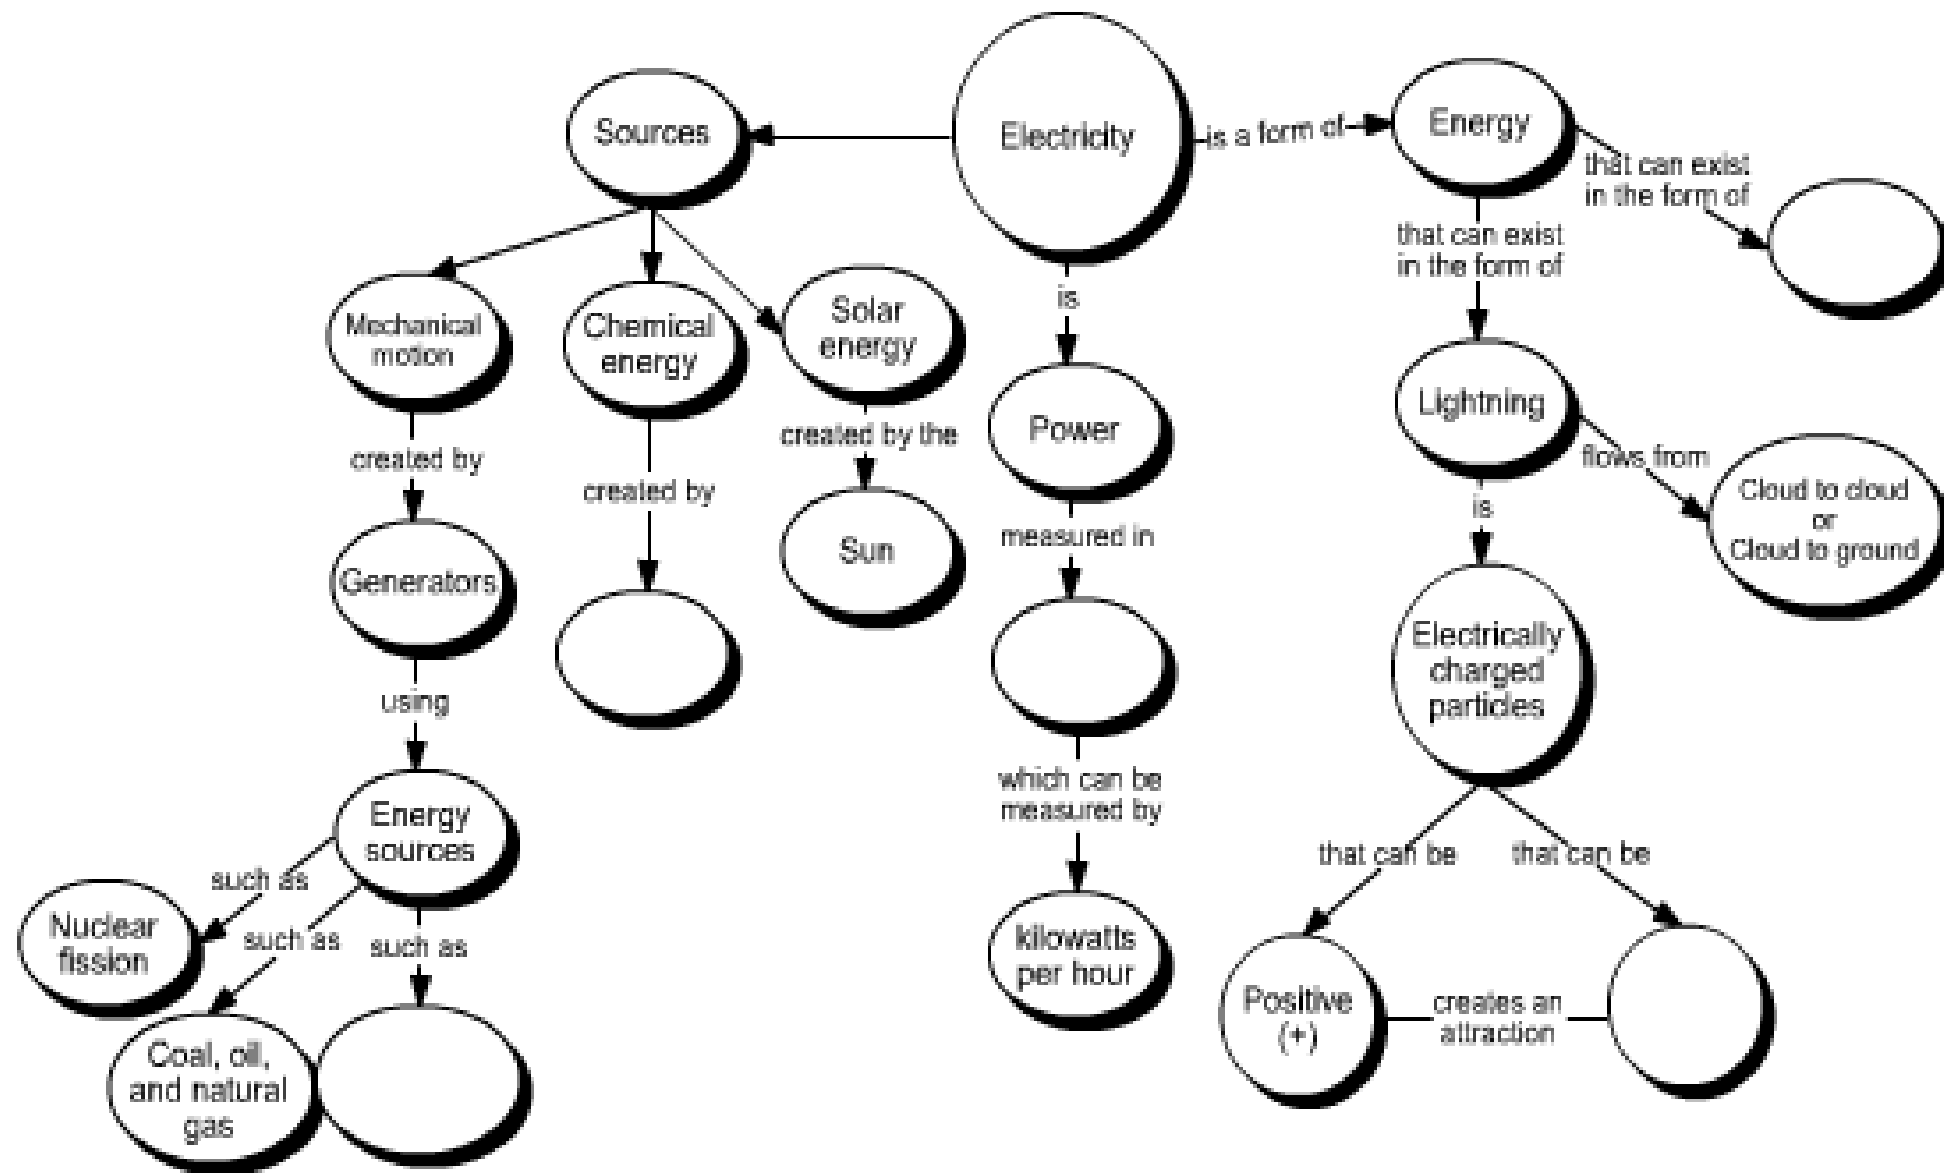 Electricity
Sources
is a form of
Energy
that can exist
in the form of
that can exist
in the form of
is
Mechanical
motion
Chemical
energy
Solar
energy
Power
Lightning
created by
created by
created by the
Sun
measured in
flows from
Cloud to cloud
or
Cloud to ground
is
Generators
using
Electrically
charged
particles
Energy
sources
which can be
measured by
such as
such as
such as
Nuclear
fission
Coal, oil,
and natural
gas
kilowatts
per hour
that can be
that can be
Positive
(+)
creates an
attraction